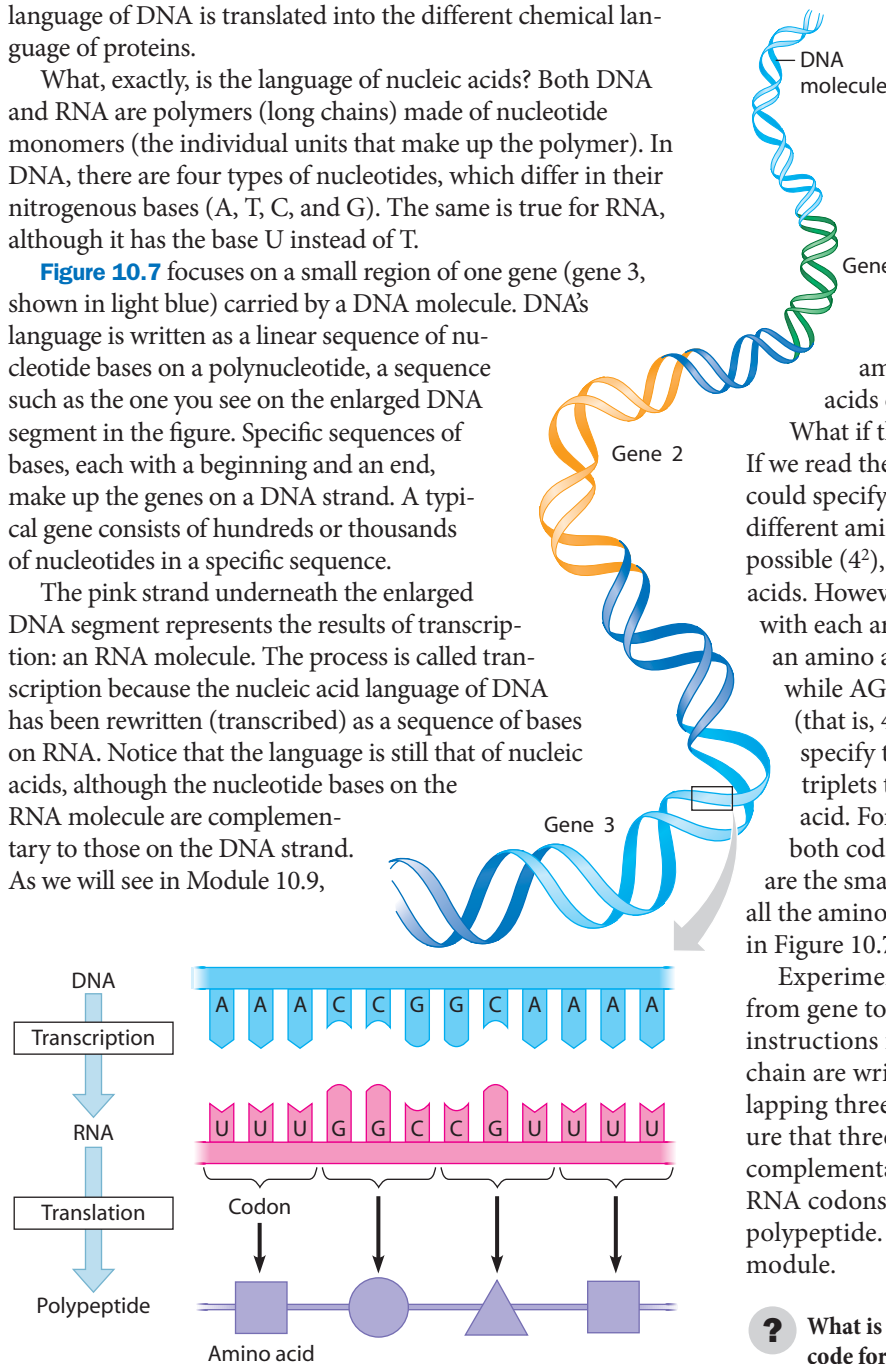 language of DNA is translated into the different chemical lan-
guage of proteins.
What, exactly, is the language of nucleic acids? Both DNA
and RNA are polymers (long chains) made of nucleotide
monomers (the individual units that make up the polymer). In
DNA, there are four types of nucleotides, which differ in their
nitrogenous bases (A, T, C, and G). The same is true for RNA,
although it has the base U instead of T.
Figure 10.7 focuses on a small region of one gene (gene 3,
shown in light blue) carried by a DNA molecule. DNA's
language is written as a linear sequence of nu-
cleotide bases on a polynucleotide, a sequence
such as the one you see on the enlarged DNA
segment in the figure. Specific sequences of
bases, each with a beginning and an end,
make up the genes on a DNA strand. A typi-
cal gene consists of hundreds or thousands
of nucleotides in a specific sequence.
The pink strand underneath the enlarged
DNA segment represents the results of transcrip-
tion: an RNA molecule. The process is called tran-
scription because the nucleic acid language of DNA
has been rewritten (transcribed) as a sequence of bases
on RNA. Notice that the language is still that of nucleic
acids, although the nucleotide bases on the
RNA molecule are complemen-
tary to those on the DNA strand.
As we will see in Module 10.9,
DNA
molecule
Gene
Gene 2
Gene 3
am
acids
What if th
If we read the
could specify
different ami
possible (4²),
acids. Howev
with each an
an amino a
while AG
(that is, 4
specify t
triplets t
acid. For
both cod
are the sma
all the amino
in Figure 10.7
Experime
from gene to
instructions
chain are wri
lapping three
ure that three
complementa
RNA codons
polypeptide.
module.
? What is
code for
DNA
Transcription
RNA
Translation
Polypeptide
A A A C C G G C A A A A
U U U G G C C G U U U U
Codon
Amino acid